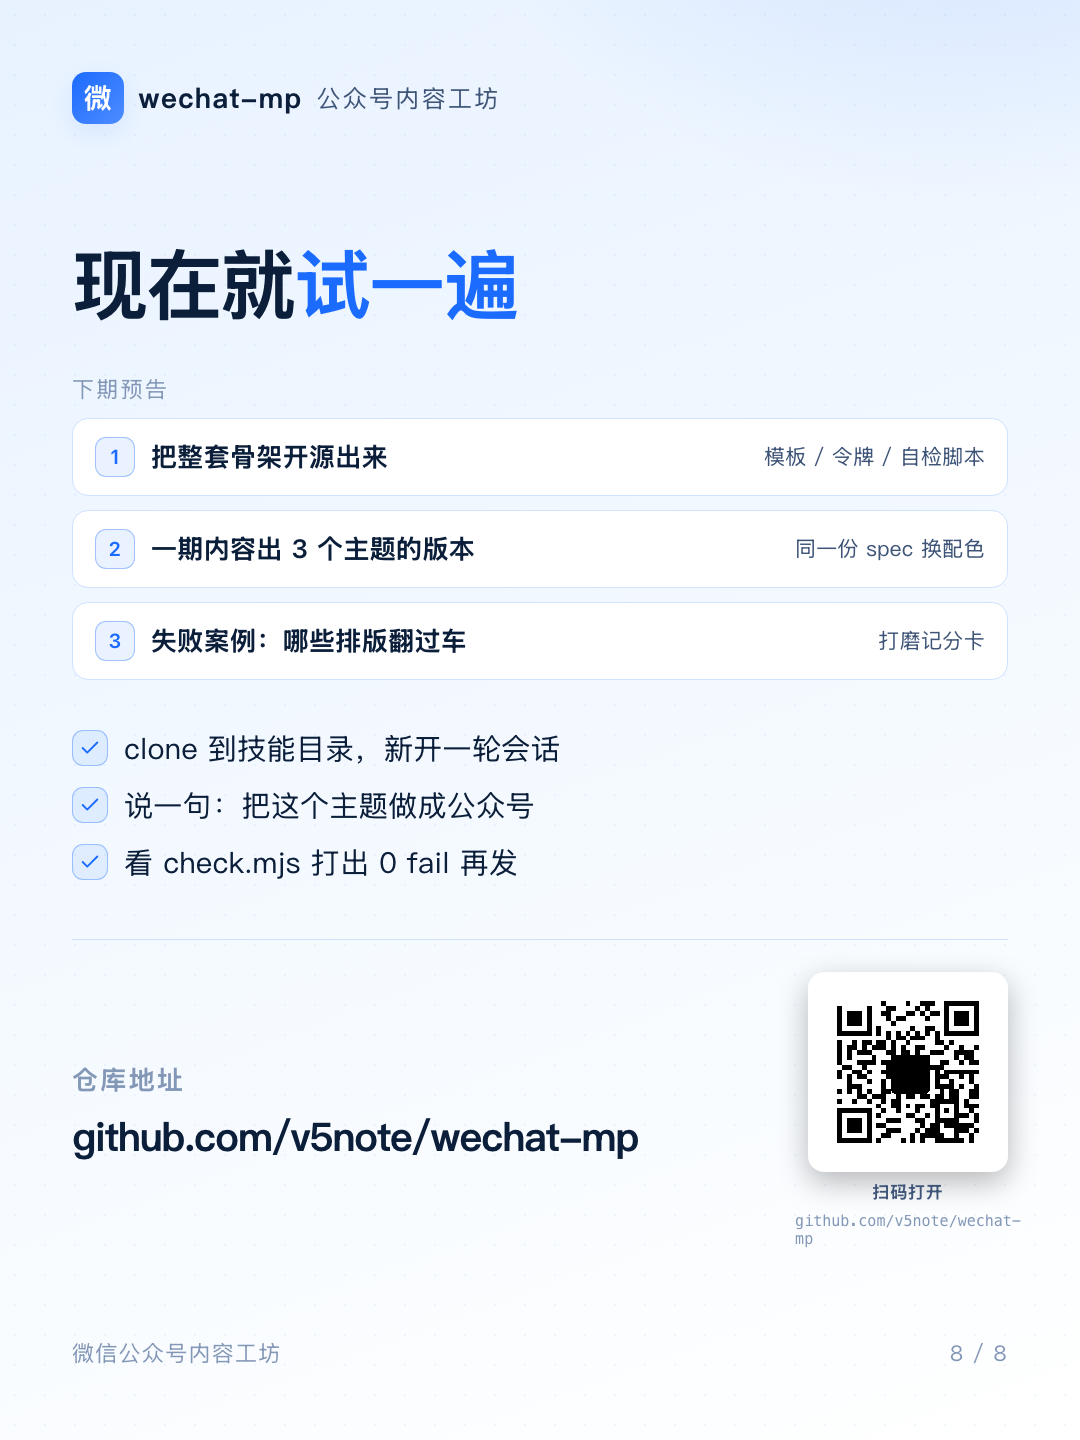 微 wechat-mp 公众号内容工坊
现在就试一遍
下期预告
1 把整套骨架开源出来 模板 / 令牌 / 自检脚本
2 一期内容出 3 个主题的版本 同一份 spec 换配色
3 失败案例：哪些排版翻过车 打磨记分卡
clone 到技能目录，新开一轮会话
说一句：把这个主题做成公众号
看 check.mjs 打出 0 fail 再发
仓库地址
github.com/v5note/wechat-mp
扫码打开
github.com/v5note/wechat-
mp
微信公众号内容工坊 8 / 8